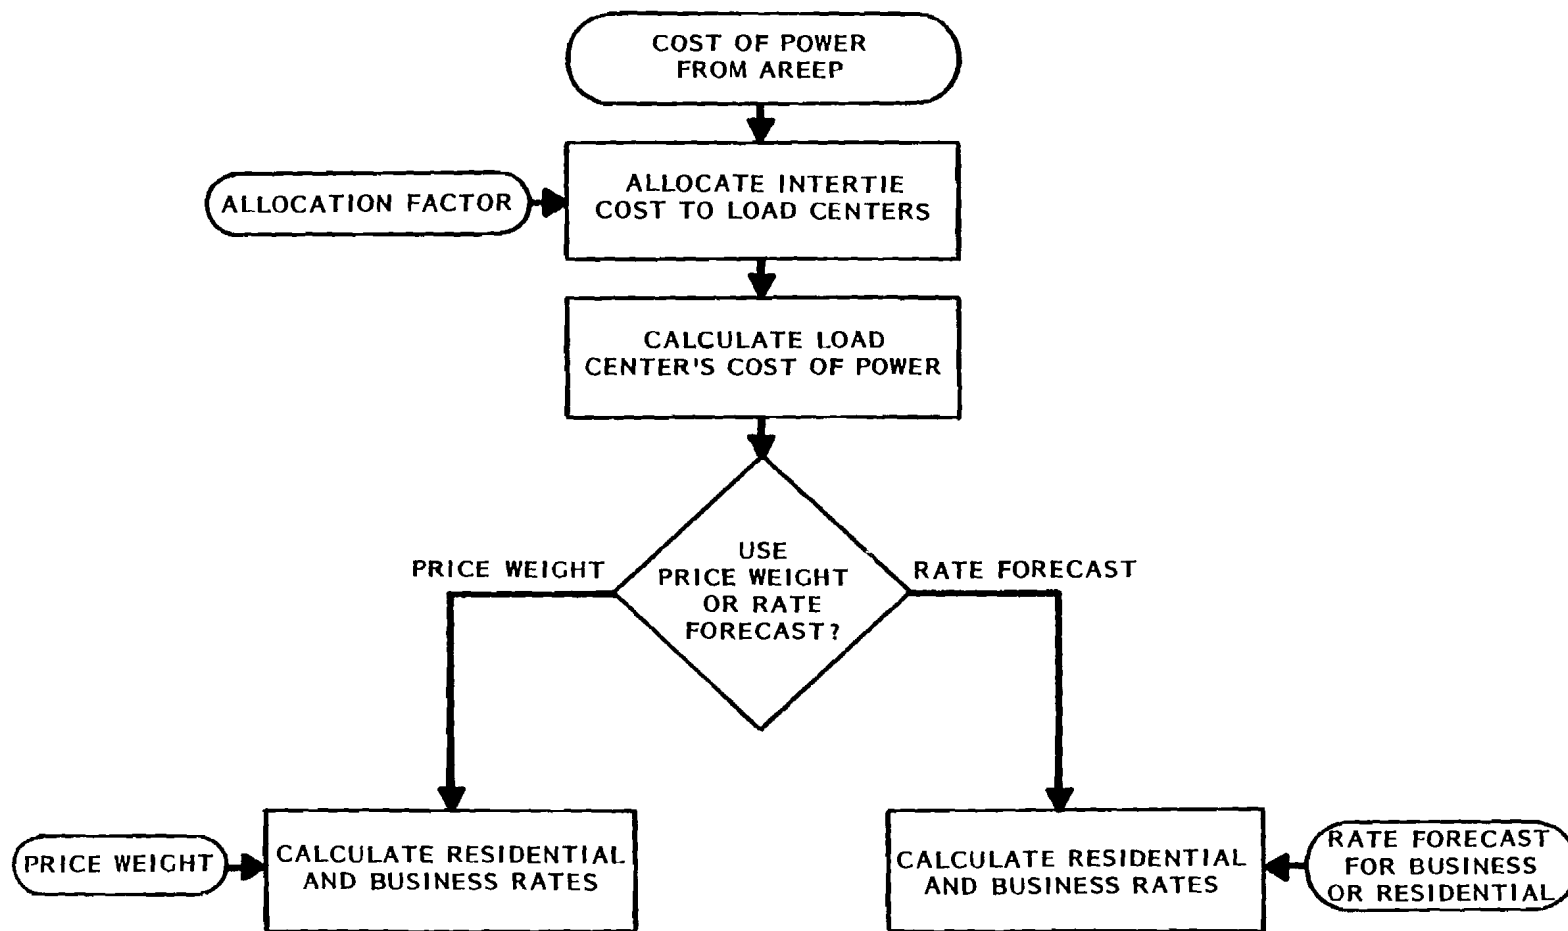 COST OF POWER
FROM AREEP
ALLOCATION FACTOR
ALLOCATE INTERTIE
COST TO LOAD CENTERS
CALCULATE LOAD
CENTER'S COST OF POWER
PRICE WEIGHT
USE
PRICE WEIGHT
OR RATE
FORECAST?
RATE FORECAST
PRICE WEIGHT
CALCULATE RESIDENTIAL
AND BUSINESS RATES
CALCULATE RESIDENTIAL
AND BUSINESS RATES
RATE FORECAST
FOR BUSINESS
OR RESIDENTIAL